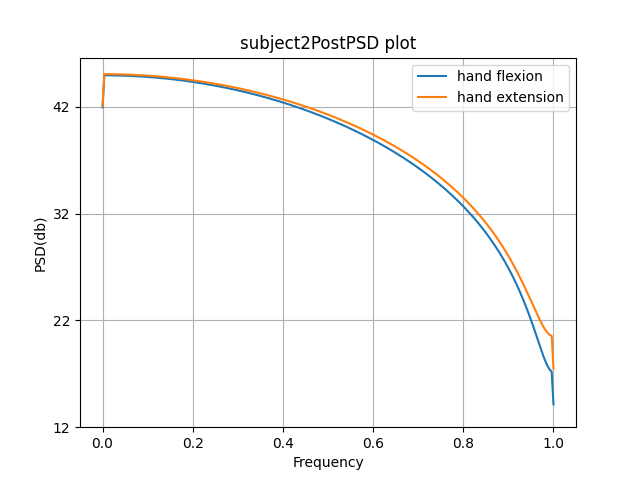 subject2PostPSD plot
hand flexion
hand extension
PSD(db)
42
32
22
12
0.0 0.2 0.4 0.6 0.8 1.0
Frequency